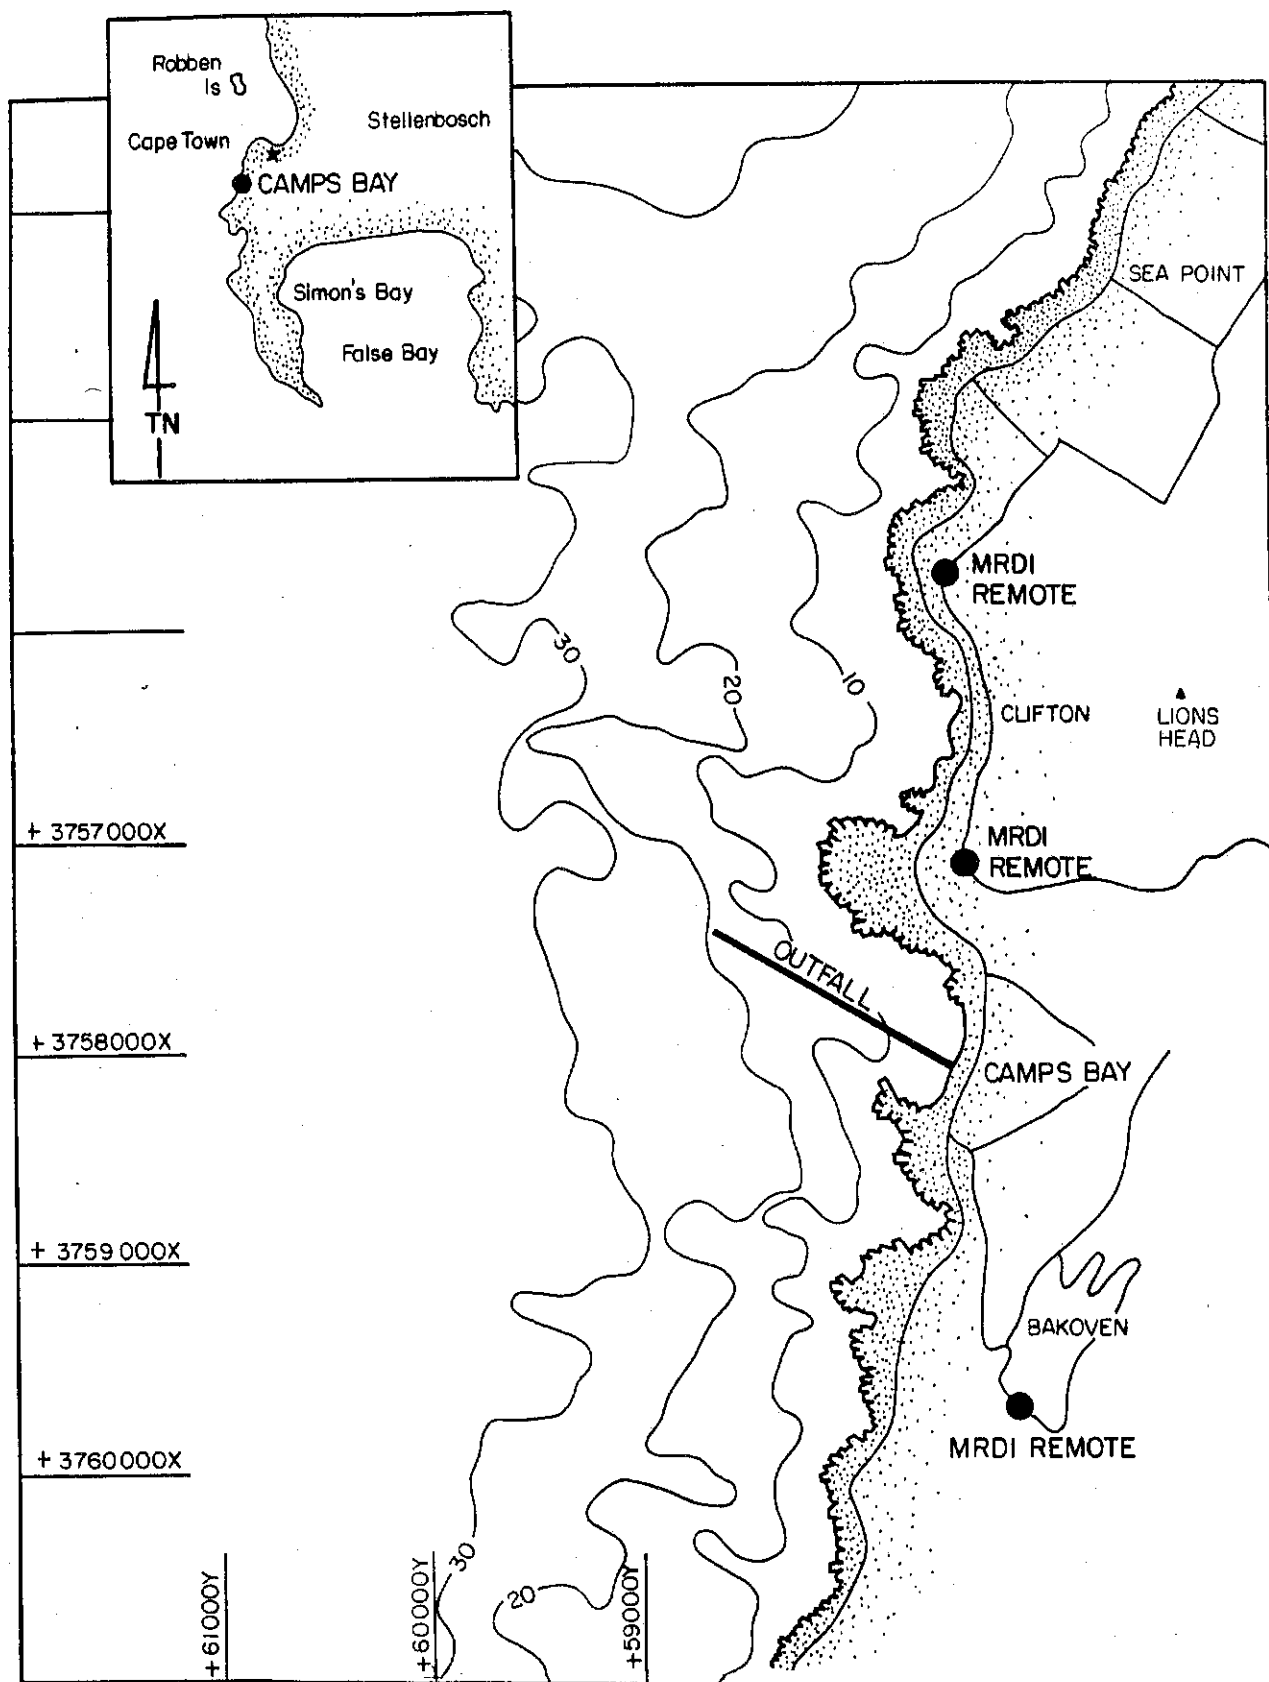 Robben
Is
Stellenbosch
Cape Town
CAMPS BAY
Simon's Bay
False Bay
TN
SEA POINT
MRDI
REMOTE
30
20
10
CLIFTON
LIONS
HEAD
+ 3757000X
MRDI
REMOTE
OUTFALL
+ 3758000X
CAMPS BAY
+ 3759000X
BAKOVEN
MRDI REMOTE
+ 3760000X
30
20
+61000Y
+60000Y
+59000Y